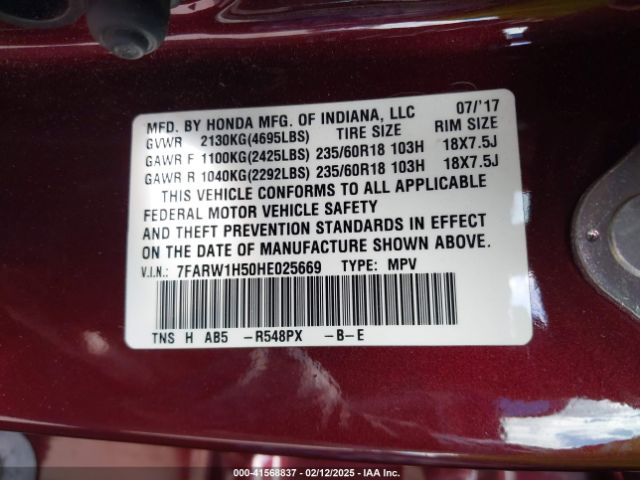 MFD. BY HONDA MFG. OF INDIANA, LLC 07/'17
GVWR 2130KG(4695LBS) TIRE SIZE RIM SIZE
GAWR F 1100KG(2425LBS) 235/60R18 103H 18X7.5J
GAWR R 1040KG(2292LBS) 235/60R18 103H 18X7.5J
THIS VEHICLE CONFORMS TO ALL APPLICABLE
FEDERAL MOTOR VEHICLE SAFETY
AND THEFT PREVENTION STANDARDS IN EFFECT
ON THE DATE OF MANUFACTURE SHOWN ABOVE.
V.I.N.: 7FARW1H50HE025669 TYPE: MPV
TNS H AB5 -R548PX -B-E
000-41568837 - 02/12/2025 - IAA Inc.